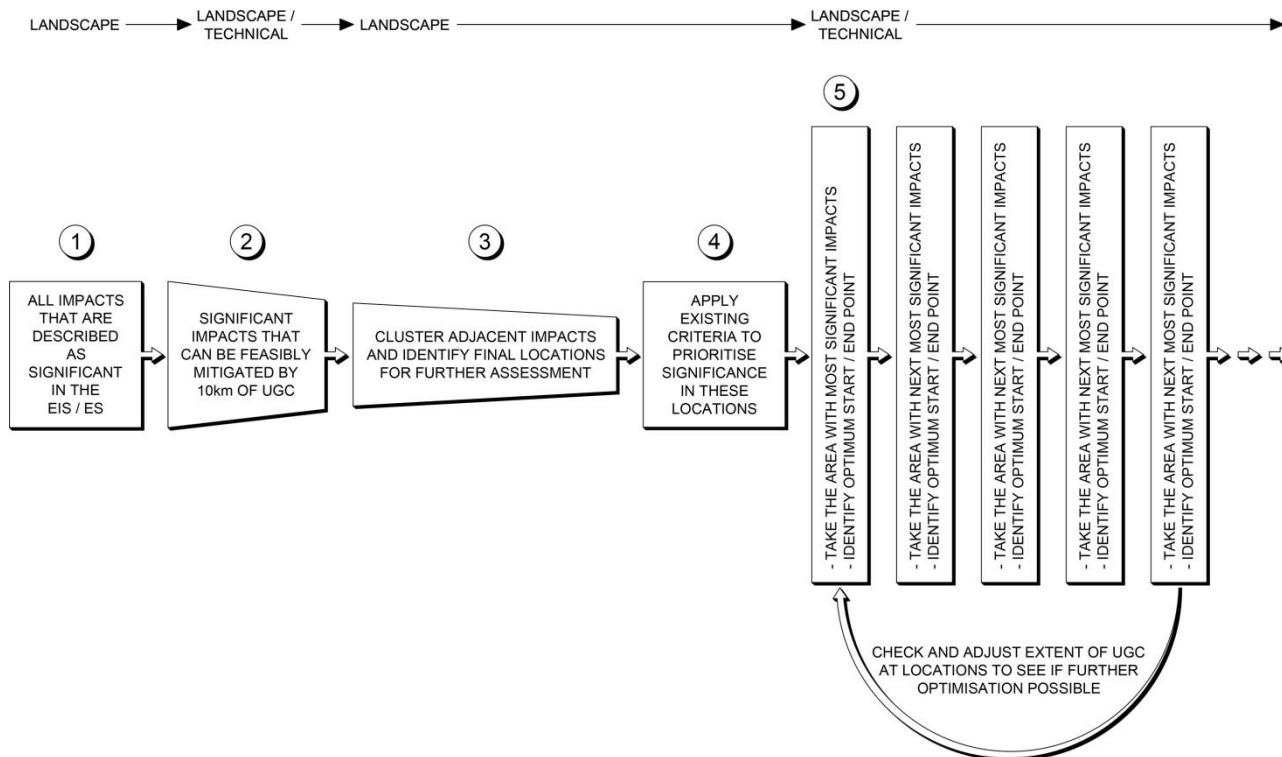 LANDSCAPE
LANDSCAPE /
TECHNICAL
LANDSCAPE
LANDSCAPE /
TECHNICAL
1
ALL IMPACTS
THAT ARE
DESCRIBED
AS
SIGNIFICANT
IN THE
EIS / ES
2
SIGNIFICANT
IMPACTS THAT
CAN BE FEASIBLY
MITIGATED BY
10km OF UGC
3
CLUSTER ADJACENT IMPACTS
AND IDENTIFY FINAL LOCATIONS
FOR FURTHER ASSESSMENT
4
APPLY
EXISTING
CRITERIA TO
PRIORITISE
SIGNIFICANCE
IN THESE
LOCATIONS
5
- TAKE THE AREA WITH MOST SIGNIFICANT IMPACTS
- IDENTIFY OPTIMUM START / END POINT
- TAKE THE AREA WITH NEXT MOST SIGNIFICANT IMPACTS
- IDENTIFY OPTIMUM START / END POINT
- TAKE THE AREA WITH NEXT MOST SIGNIFICANT IMPACTS
- IDENTIFY OPTIMUM START / END POINT
- TAKE THE AREA WITH NEXT MOST SIGNIFICANT IMPACTS
- IDENTIFY OPTIMUM START / END POINT
- TAKE THE AREA WITH NEXT MOST SIGNIFICANT IMPACTS
- IDENTIFY OPTIMUM START / END POINT
CHECK AND ADJUST EXTENT OF UGC
AT LOCATIONS TO SEE IF FURTHER
OPTIMISATION POSSIBLE